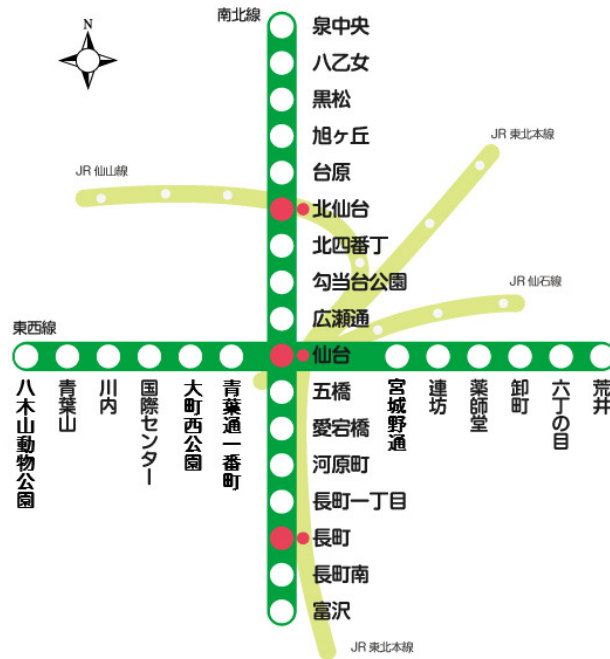 南北線
N
泉中央
八乙女
黒松
旭ヶ丘
台原
北仙台
北四番丁
勾当台公園
広瀬通
仙台
五橋
愛宕橋
河原町
長町一丁目
長町
長町南
富沢
JR 仙山線
JR 東北本線
JR 仙石線
東西線
八木山動物公園
青葉山
川内
国際センター
大町西公園
青葉通一番町
宮城野通
連坊
薬師堂
卸町
六丁の目
荒井
JR 東北本線